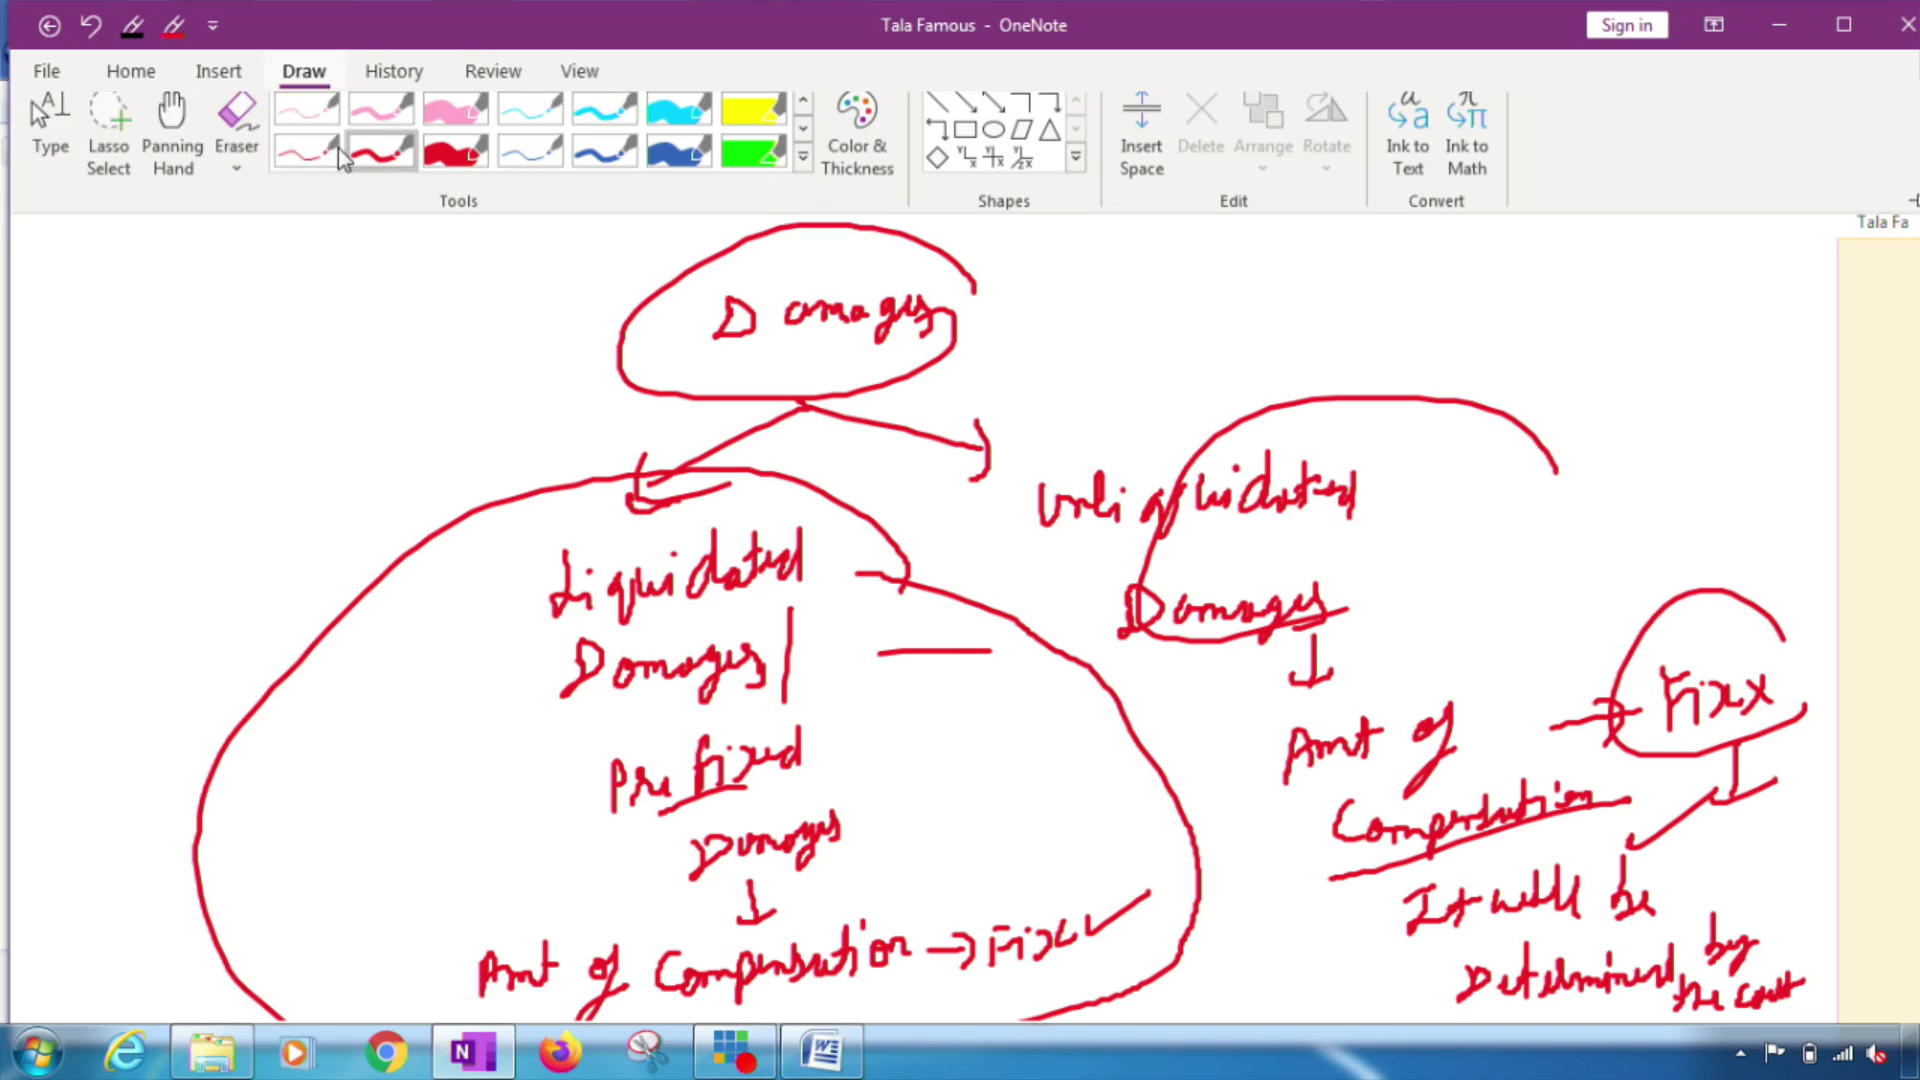 Tala Famous - OneNote
Sign in
File Home Insert Draw History Review View
Type
Lasso Select
Panning Hand
Eraser
Color & Thickness
Insert Space
Delete
Arrange
Rotate
Ink to Text
Ink to Math
Tools
Shapes
Edit
Convert
Tala Fa
Damages
Liquidated
Damages
Pre fixed
Damages
Amt of Compensation → Fix ✓
Unliquidated
Damages
Amt of → Fix x
Compensation
It will be
Determined by
the Court